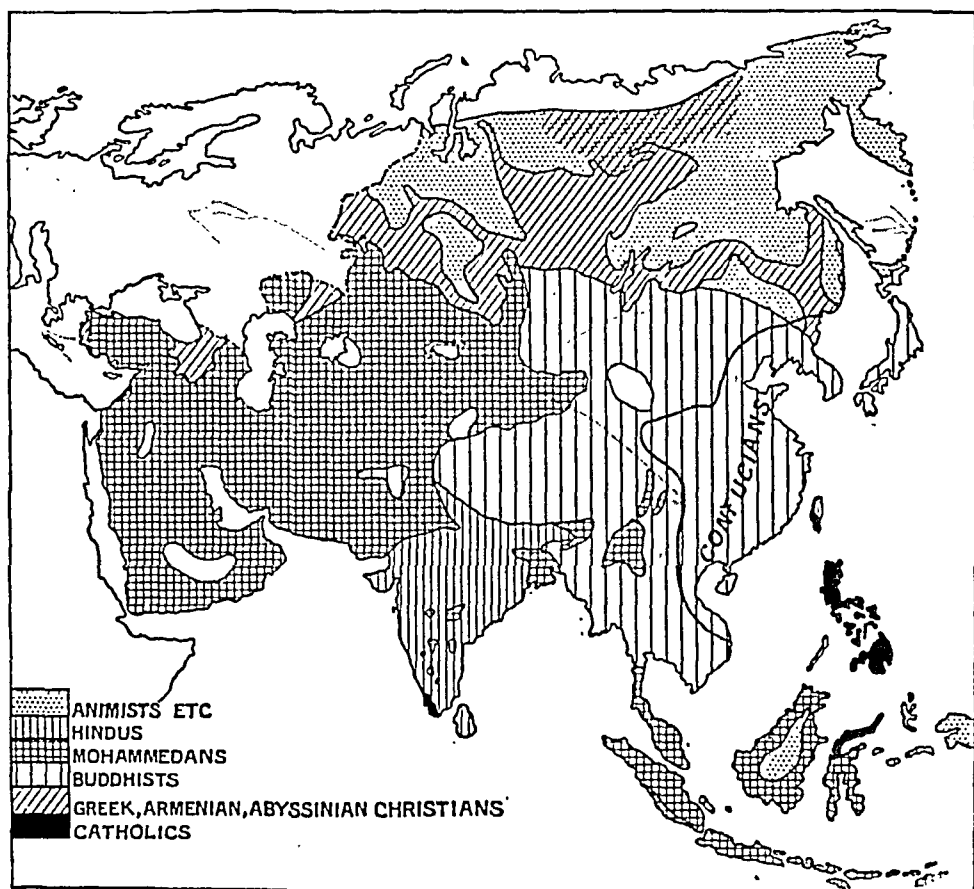 CONFUCIANS
ANIMISTS ETC
HINDUS
MOHAMMEDANS
BUDDHISTS
GREEK, ARMENIAN, ABYSSINIAN CHRISTIANS
CATHOLICS